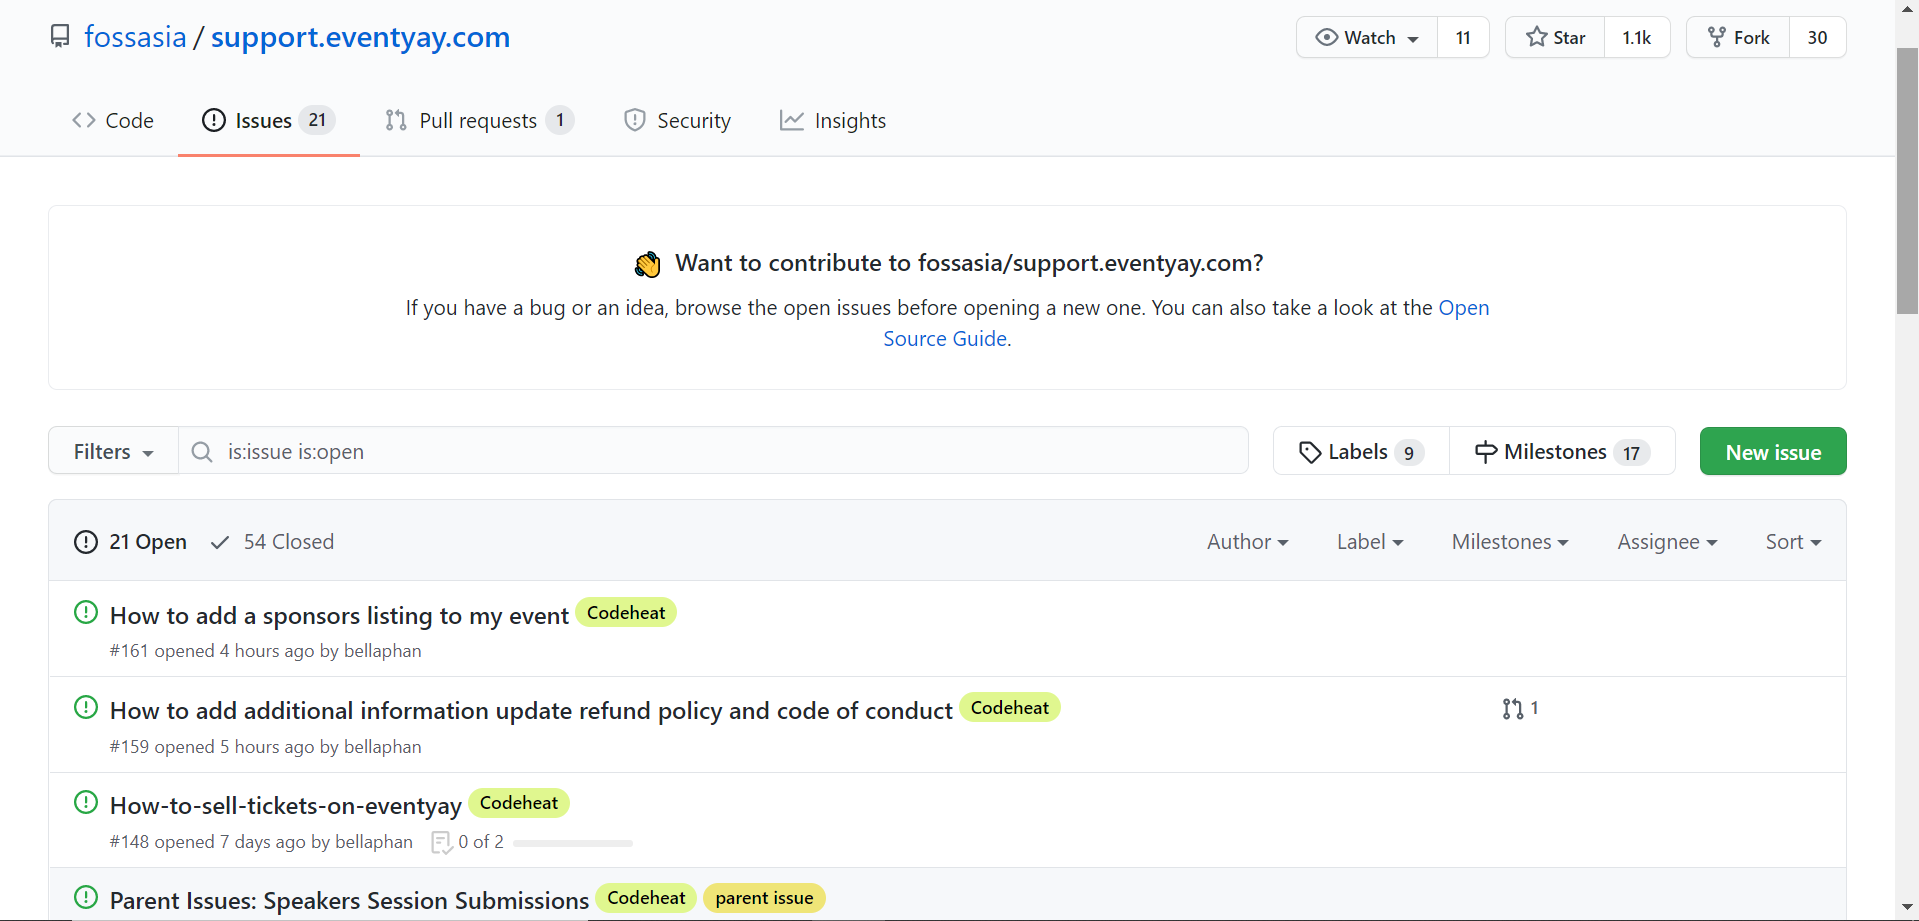 fossasia / support.eventyay.com
Watch 11 Star 1.1k Fork 30
Code Issues 21 Pull requests 1 Security Insights
Want to contribute to fossasia/support.eventyay.com?
If you have a bug or an idea, browse the open issues before opening a new one. You can also take a look at the Open
Source Guide.
Filters is:issue is:open Labels 9 Milestones 17 New issue
21 Open 54 Closed Author Label Milestones Assignee Sort
How to add a sponsors listing to my event Codeheat
#161 opened 4 hours ago by bellaphan
How to add additional information update refund policy and code of conduct Codeheat 1
#159 opened 5 hours ago by bellaphan
How-to-sell-tickets-on-eventyay Codeheat
#148 opened 7 days ago by bellaphan 0 of 2
Parent Issues: Speakers Session Submissions Codeheat parent issue